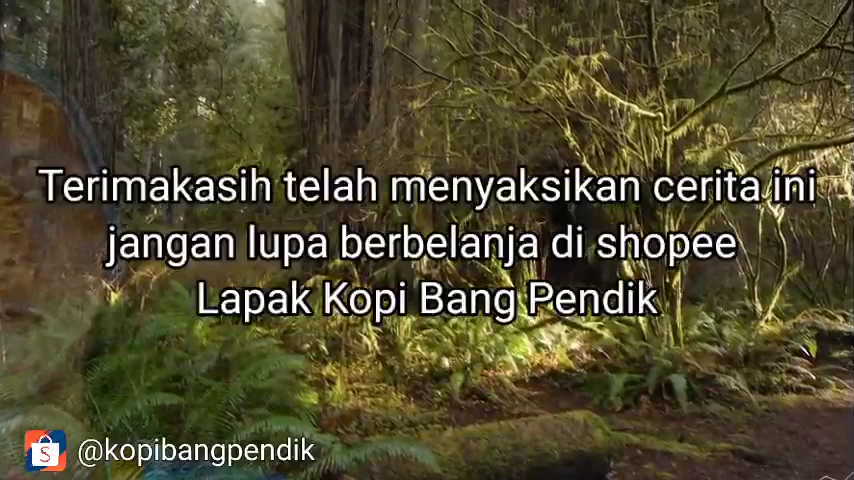 Terimakasih telah menyaksikan cerita ini
jangan lupa berbelanja di shopee
Lapak Kopi Bang Pendik
@kopibangpendik